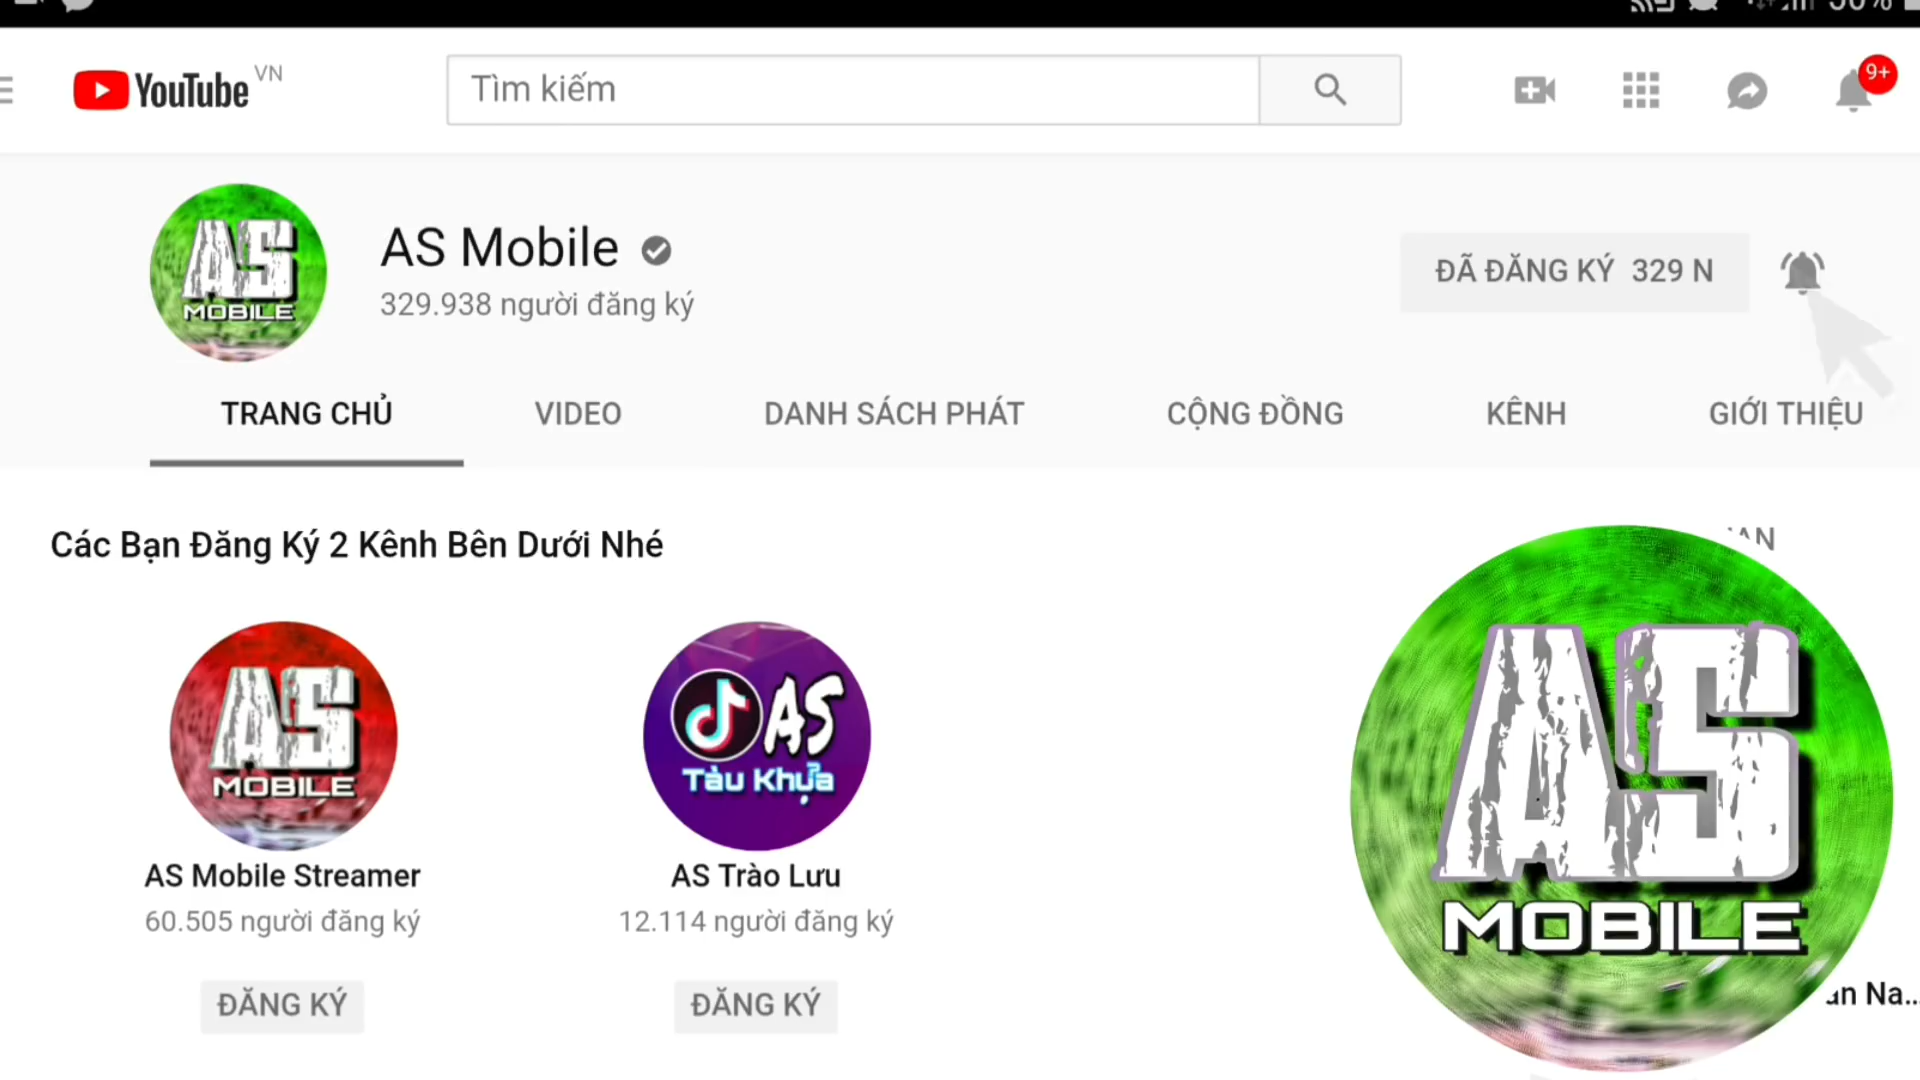 YouTube VN
Tìm kiếm
9+
AS
MOBILE
AS Mobile
329.938 người đăng ký
ĐÃ ĐĂNG KÝ 329 N
TRANG CHỦ
VIDEO
DANH SÁCH PHÁT
CỘNG ĐỒNG
KÊNH
GIỚI THIỆU
Các Bạn Đăng Ký 2 Kênh Bên Dưới Nhé
AS
MOBILE
AS Mobile Streamer
60.505 người đăng ký
ĐĂNG KÝ
AS
Tàu Khựa
AS Trào Lưu
12.114 người đăng ký
ĐĂNG KÝ
AS
MOBILE